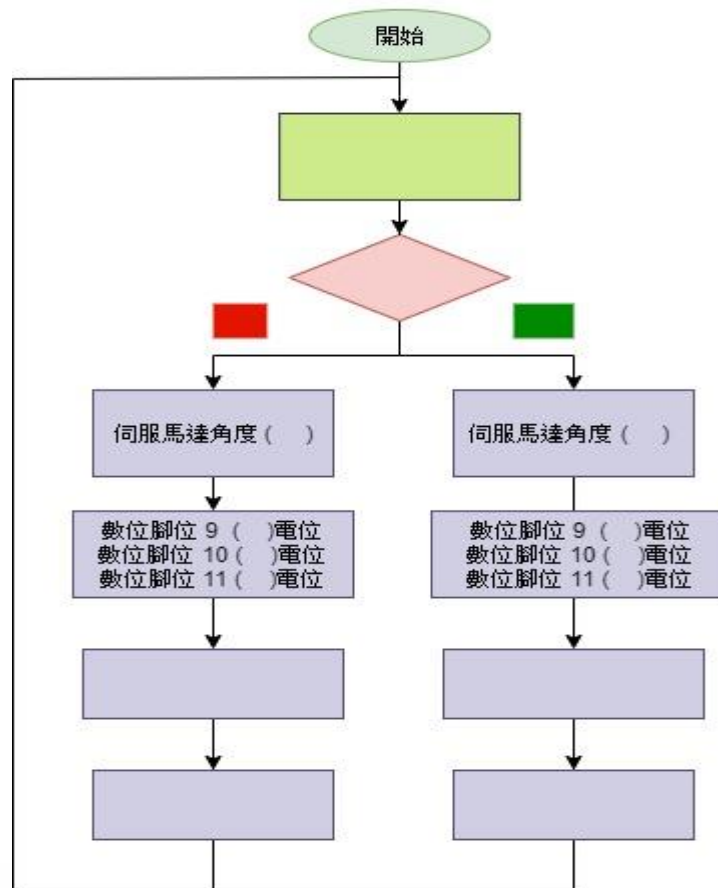 開始
伺服馬達角度 (    )
伺服馬達角度 (    )
數位腳位 9 (    )電位
數位腳位 10 (    )電位
數位腳位 11 (    )電位
數位腳位 9 (    )電位
數位腳位 10 (    )電位
數位腳位 11 (    )電位